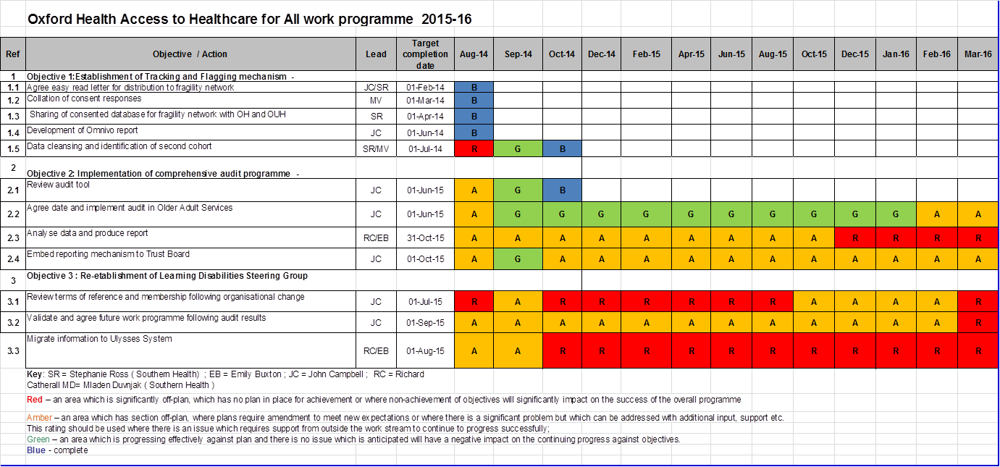 Oxford Health Access to Healthcare for All work programme 2015-16
Ref Objective / Action Lead Target completion date Aug-14 Sep-14 Oct-14 Dec-14 Feb-15 Apr-15 Jun-15 Aug-15 Oct-15 Dec-15 Jan-16 Feb-16 Mar-16
1 Objective 1:Establishment of Tracking and Flagging mechanism -
1.1 Agree easy read letter for distribution to fragility network JC/SR 01-Feb-14 B
1.2 Collation of consent responses MV 01-Mar-14 B
1.3 Sharing of consented database for fragility network with OH and OUH SR 01-Apr-14 B
1.4 Development of Omnivo report JC 01-Jun-14 B
1.5 Data cleansing and identification of second cohort SR/MV 01-Jul-14 R G B
2 Objective 2: Implementation of comprehensive audit programme -
2.1 Review audit tool JC 01-Jun-15 A G B
2.2 Agree date and implement audit in Older Adult Services JC 01-Jun-15 A G G G G G G G G G G A A
2.3 Analyse data and produce report RC/EB 31-Oct-15 A A A A A A A A A R R R R
2.4 Embed reporting mechanism to Trust Board JC 01-Oct-15 A G A A A A A A A A A A A
3 Objective 3 : Re-etablishment of Learning Disabilities Steering Group
3.1 Review terms of reference and membership following organisational change JC 01-Jul-15 R A R R R R R R A A A A R
3.2 Validate and agree future work programme following audit results JC 01-Sep-15 A A A A A A A A A A A A R
3.3 Migrate information to Ulysses System RC/EB 01-Aug-15 A A R R R R R R R R R R R
Key: SR = Stephanie Ross ( Southern Health) ; EB = Emily Buxton ; JC = John Campbell ; RC = Richard
Catherall MD= Mladen Duvnjak ( Southern Health )
Red – an area which is significantly off-plan, which has no plan in place for achievement or where non-achievement of objectives will significantly impact on the success of the overall programme
Amber – an area which has section off-plan, where plans require amendment to meet new expectations or where there is a significant problem but which can be addressed with additional input, support etc.
This rating should be used where there is an issue which requires support from outside the work stream to continue to progress successfully;
Green – an area which is progressing effectively against plan and there is no issue which is anticipated will have a negative impact on the continuing progress against objectives.
Blue - complete